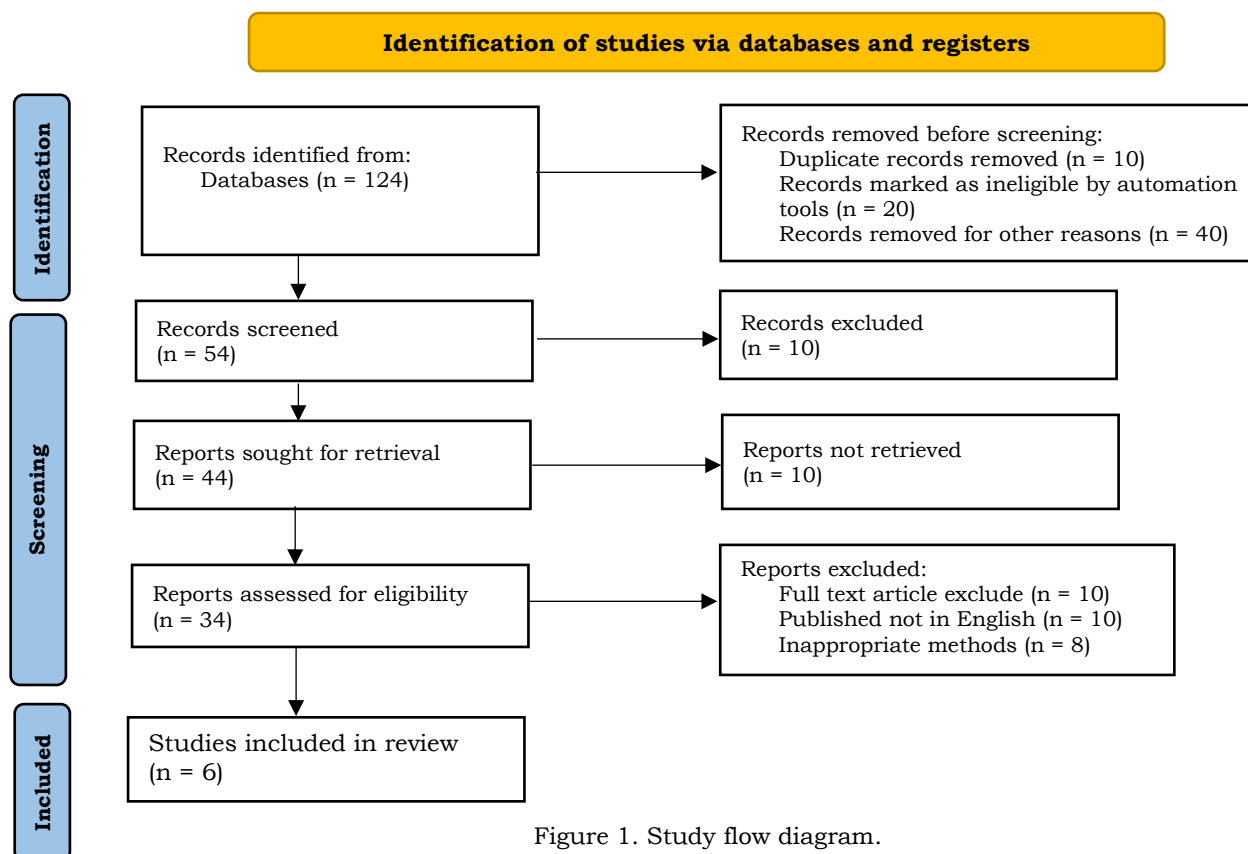 Identification of studies via databases and registers
Identification
Records identified from:
Databases (n = 124)
Records removed before screening:
Duplicate records removed (n = 10)
Records marked as ineligible by automation
tools (n = 20)
Records removed for other reasons (n = 40)
Screening
Records screened
(n = 54)
Records excluded
(n = 10)
Reports sought for retrieval
(n = 44)
Reports not retrieved
(n = 10)
Reports assessed for eligibility
(n = 34)
Reports excluded:
Full text article exclude (n = 10)
Published not in English (n = 10)
Inappropriate methods (n = 8)
Included
Studies included in review
(n = 6)
Figure 1. Study flow diagram.